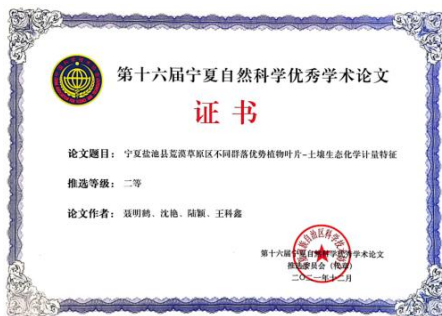 第十六届宁夏自然科学优秀学术论文
证书
论文题目：宁夏盐池县荒漠草原区不同群落优势植物叶片-土壤生态化学计量特征
推选等级：二等
论文作者：聂明鹤、沈艳、陆颖、王科鑫
第十六届宁夏自然科学优秀学术论文
推选委员会（代章）
二〇二一年十二月